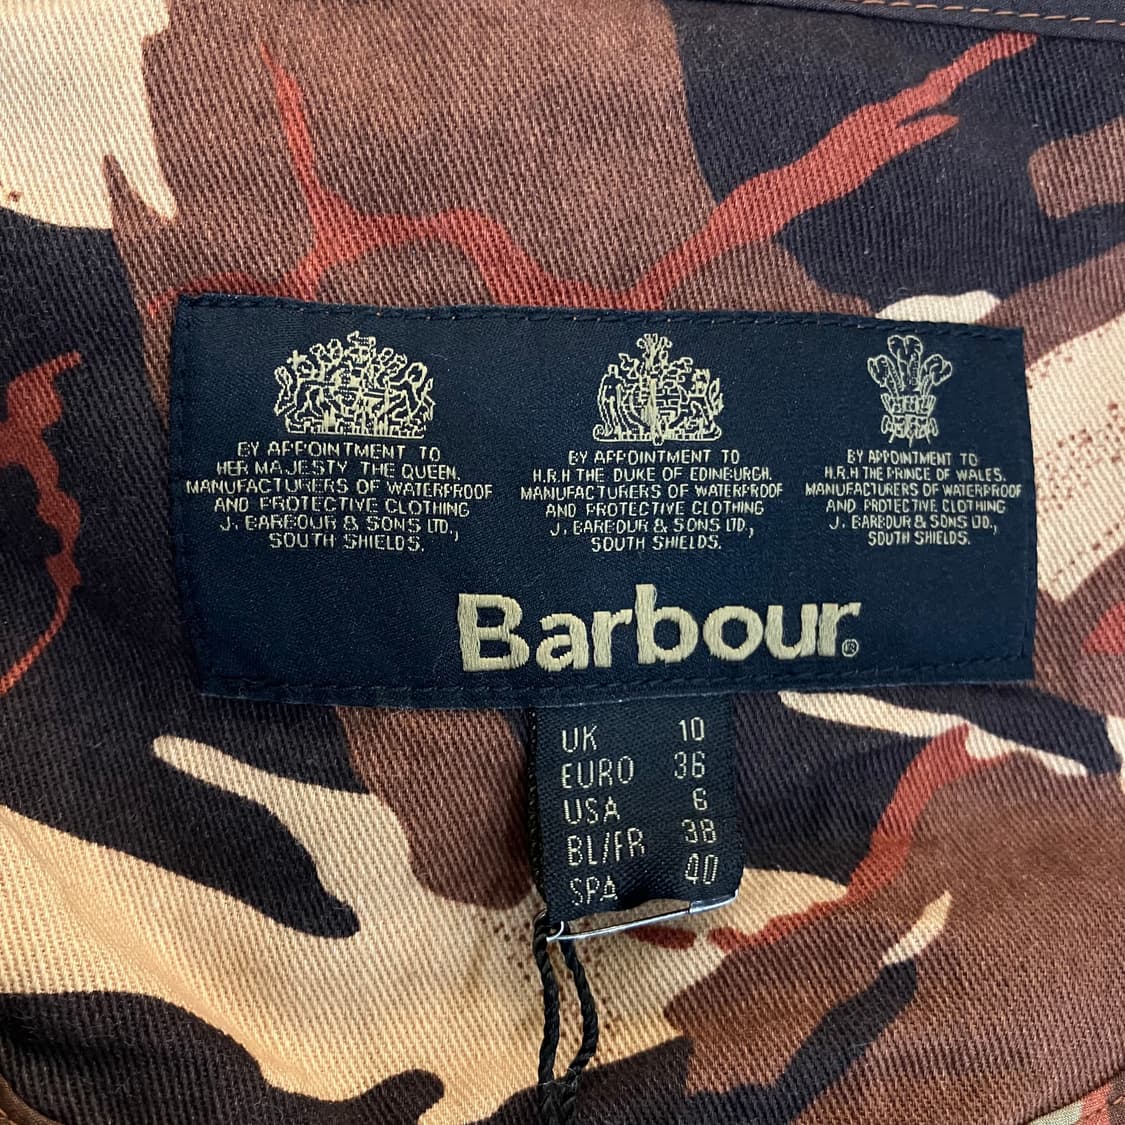 BY APPOINTMENT TO
HER MAJESTY THE QUEEN.
MANUFACTURERS OF WATERPROOF
AND PROTECTIVE CLOTHING
J. BARBOUR & SONS LTD.,
SOUTH SHIELDS.
BY APPOINTMENT TO
H.R.H THE DUKE OF EDINBURGH.
MANUFACTURERS OF WATERPROOF
AND PROTECTIVE CLOTHING
J. BARBOUR & SONS LTD.,
SOUTH SHIELDS.
BY APPOINTMENT TO
H.R.H THE PRINCE OF WALES.
MANUFACTURERS OF WATERPROOF
AND PROTECTIVE CLOTHING
J. BARBOUR & SONS LTD.,
SOUTH SHIELDS.
Barbour®
UK 10
EURO 36
USA 6
BL/FR 38
SPA 40